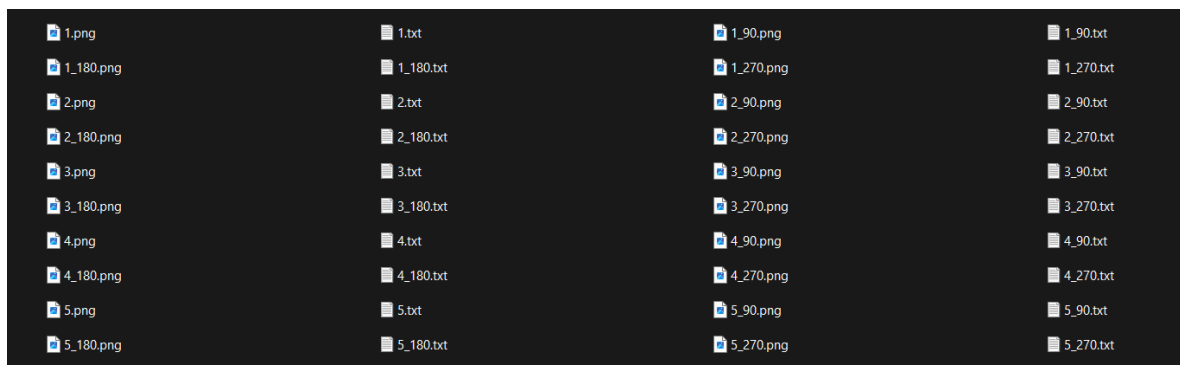 1.png 1.txt 1_90.png 1_90.txt
1_180.png 1_180.txt 1_270.png 1_270.txt
2.png 2.txt 2_90.png 2_90.txt
2_180.png 2_180.txt 2_270.png 2_270.txt
3.png 3.txt 3_90.png 3_90.txt
3_180.png 3_180.txt 3_270.png 3_270.txt
4.png 4.txt 4_90.png 4_90.txt
4_180.png 4_180.txt 4_270.png 4_270.txt
5.png 5.txt 5_90.png 5_90.txt
5_180.png 5_180.txt 5_270.png 5_270.txt